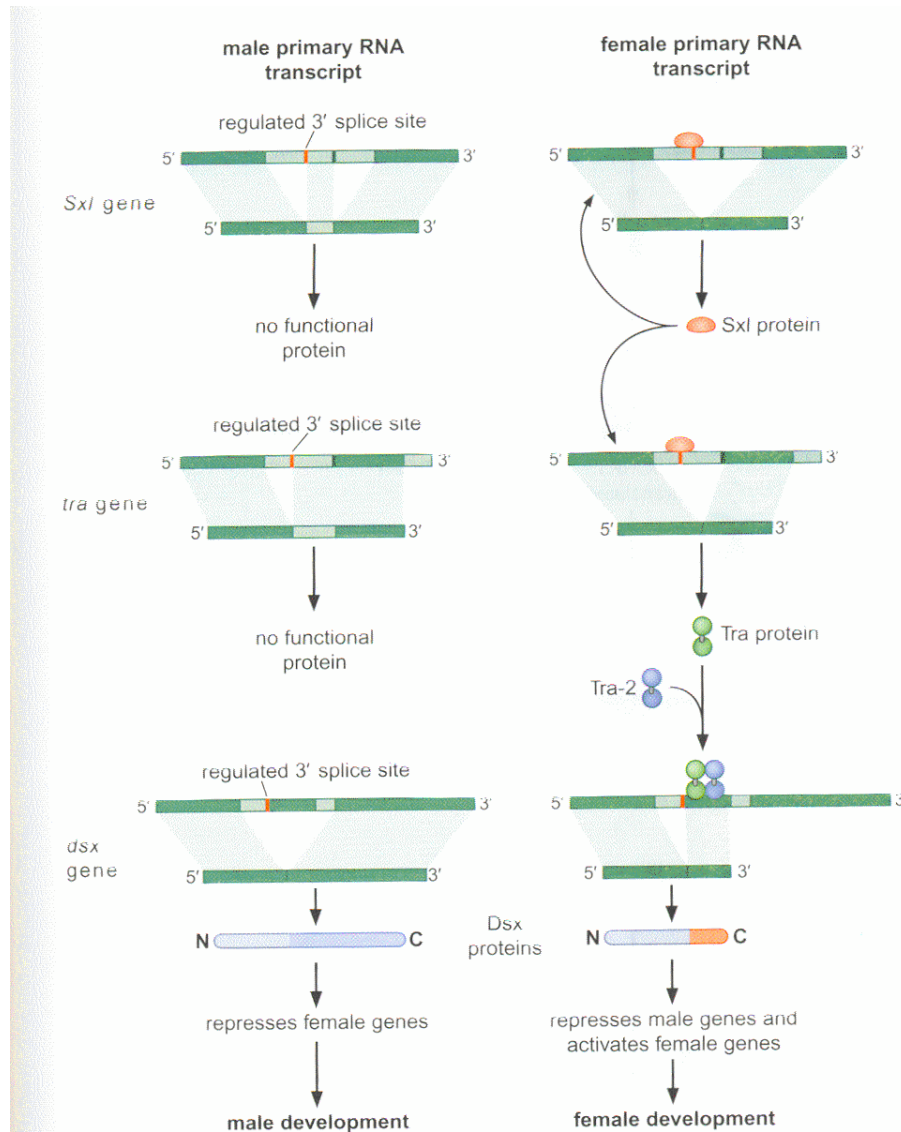 male primary RNA
transcript
female primary RNA
transcript
regulated 3′ splice site
5′ 3′ 5′ 3′
Sxl gene
5′ 3′ 5′ 3′
no functional
protein
Sxl protein
regulated 3′ splice site
5′ 3′ 5′ 3′
tra gene
5′ 3′ 5′ 3′
no functional
protein
Tra protein
Tra-2
regulated 3′ splice site
5′ 3′ 5′ 3′
dsx
gene
5′ 3′ 5′ 3′
N C
Dsx
proteins
N C
represses female genes
represses male genes and
activates female genes
male development
female development